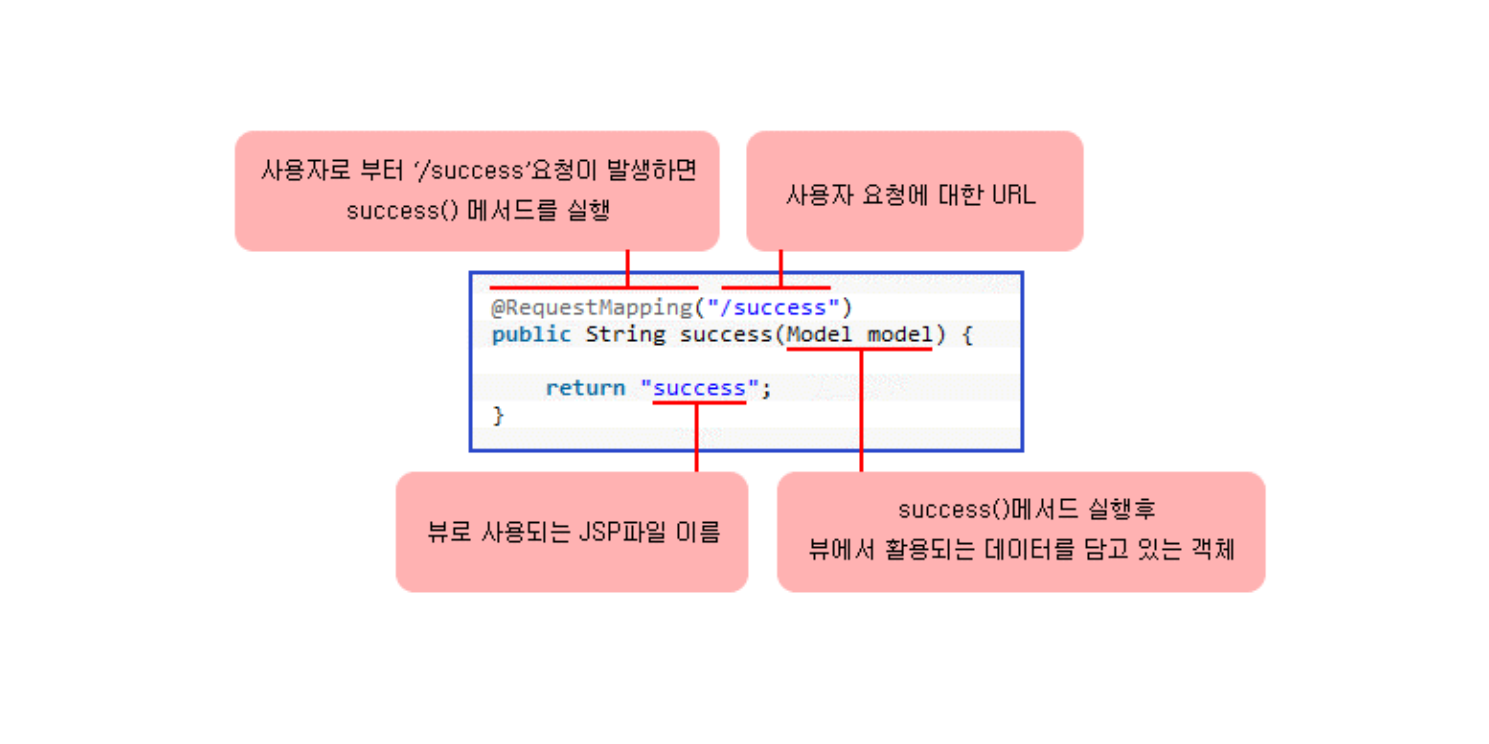 사용자로 부터 ‘/success’요청이 발생하면
success() 메서드를 실행
사용자 요청에 대한 URL
@RequestMapping("/success")
public String success(Model model) {
return "success";
}
뷰로 사용되는 JSP파일 이름
success()메서드 실행후
뷰에서 활용되는 데이터를 담고 있는 객체